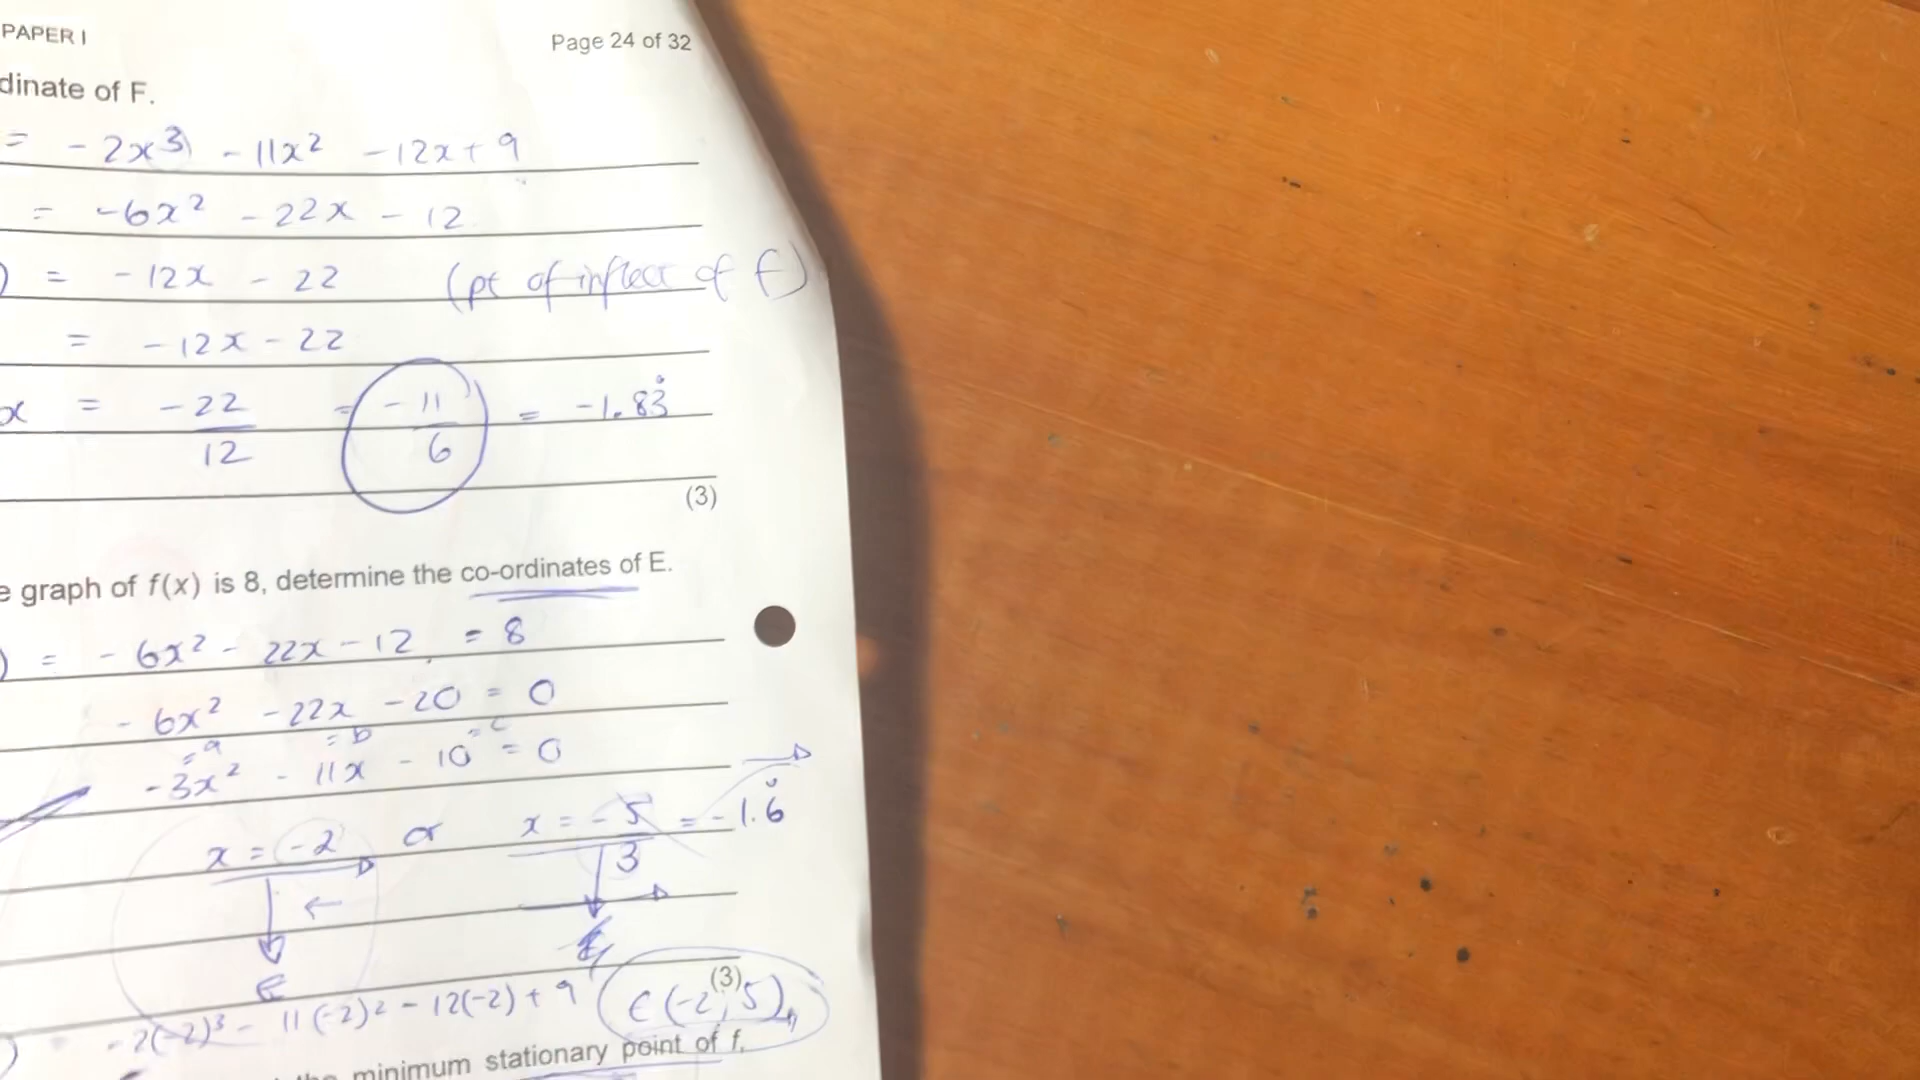 PAPER I
Page 24 of 32
dinate of F.
= -2x³ - 11x² - 12x + 9
= -6x² - 22x - 12
) = -12x - 22 (pt of inflect of f)
= -12x - 22
x = -22/12 = -11/6 = -1.83̇
(3)
e graph of f(x) is 8, determine the co-ordinates of E.
) = -6x² - 22x - 12 = 8
-6x² - 22x - 20 = 0
=a =b =c
-3x² - 11x - 10 = 0
x = -2 or x = -5/3 = -1.6̇
E
(3)
) -2(-2)³ - 11(-2)² - 12(-2) + 9 E(-2; 5)
minimum stationary point of f.